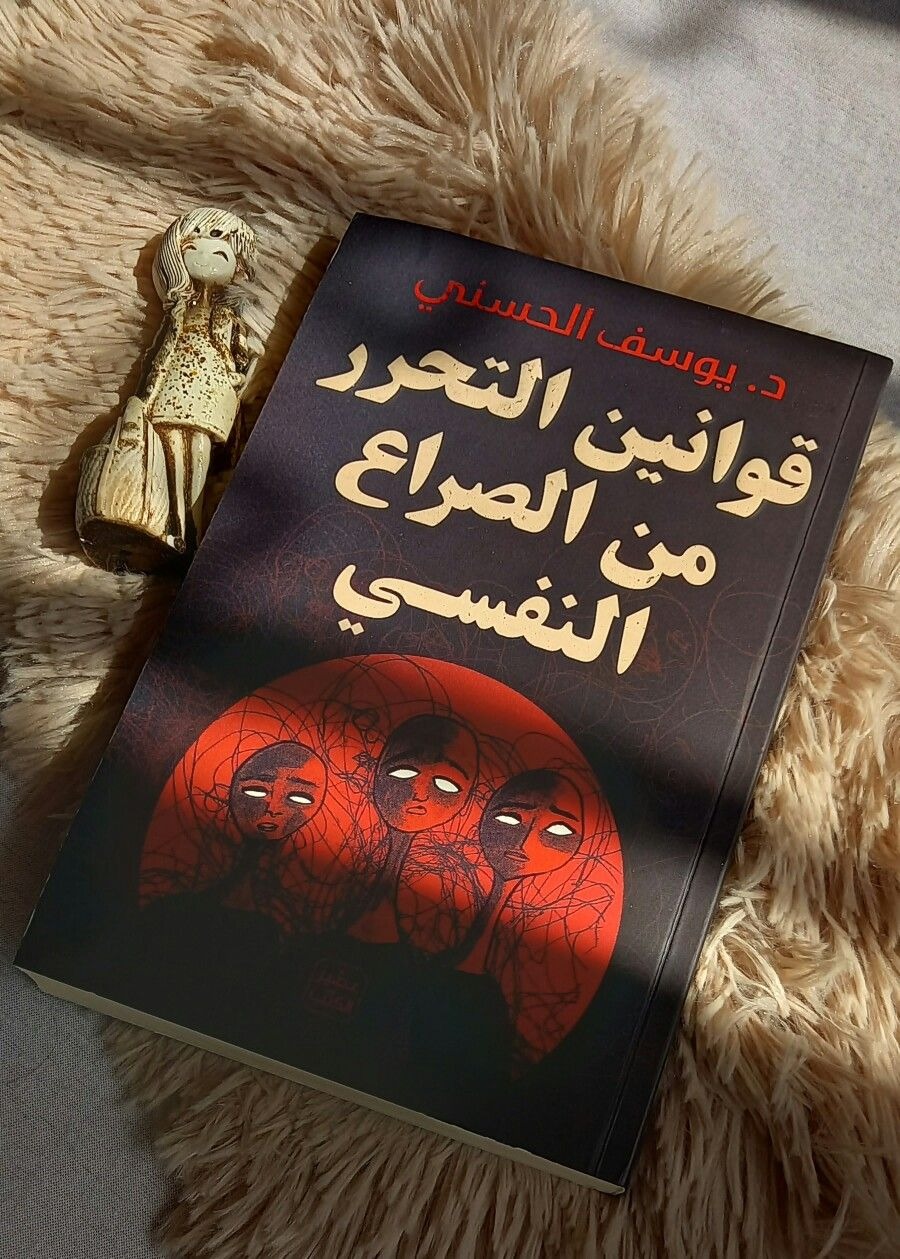 د. يوسف الحسني
قوانين التحرر
من الصراع
النفسي